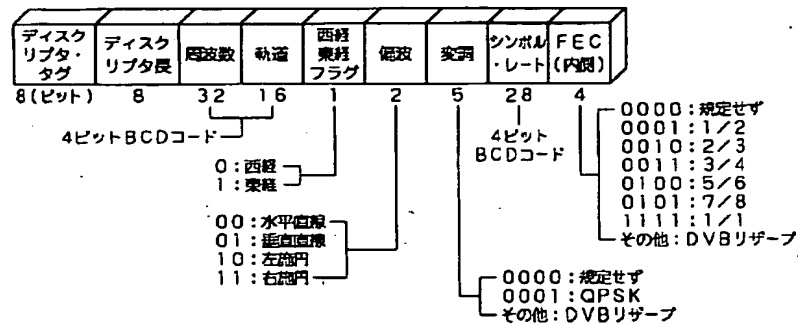 ディスクリプタ・タグ
ディスクリプタ長
周波数
軌道
西経東経フラグ
偏波
変調
シンボル・レート
FEC(内側)
8(ビット) 8 32 16 1 2 5 28 4
4ビットBCDコード
4ビット
BCDコード
0:西経
1:東経
00:水平直線
01:垂直直線
10:左旋円
11:右旋円
0000:規定せず
0001:QPSK
その他:DVBリザーブ
0000:規定せず
0001:1/2
0010:2/3
0011:3/4
0100:5/6
0101:7/8
1111:1/1
その他:DVBリザーブ